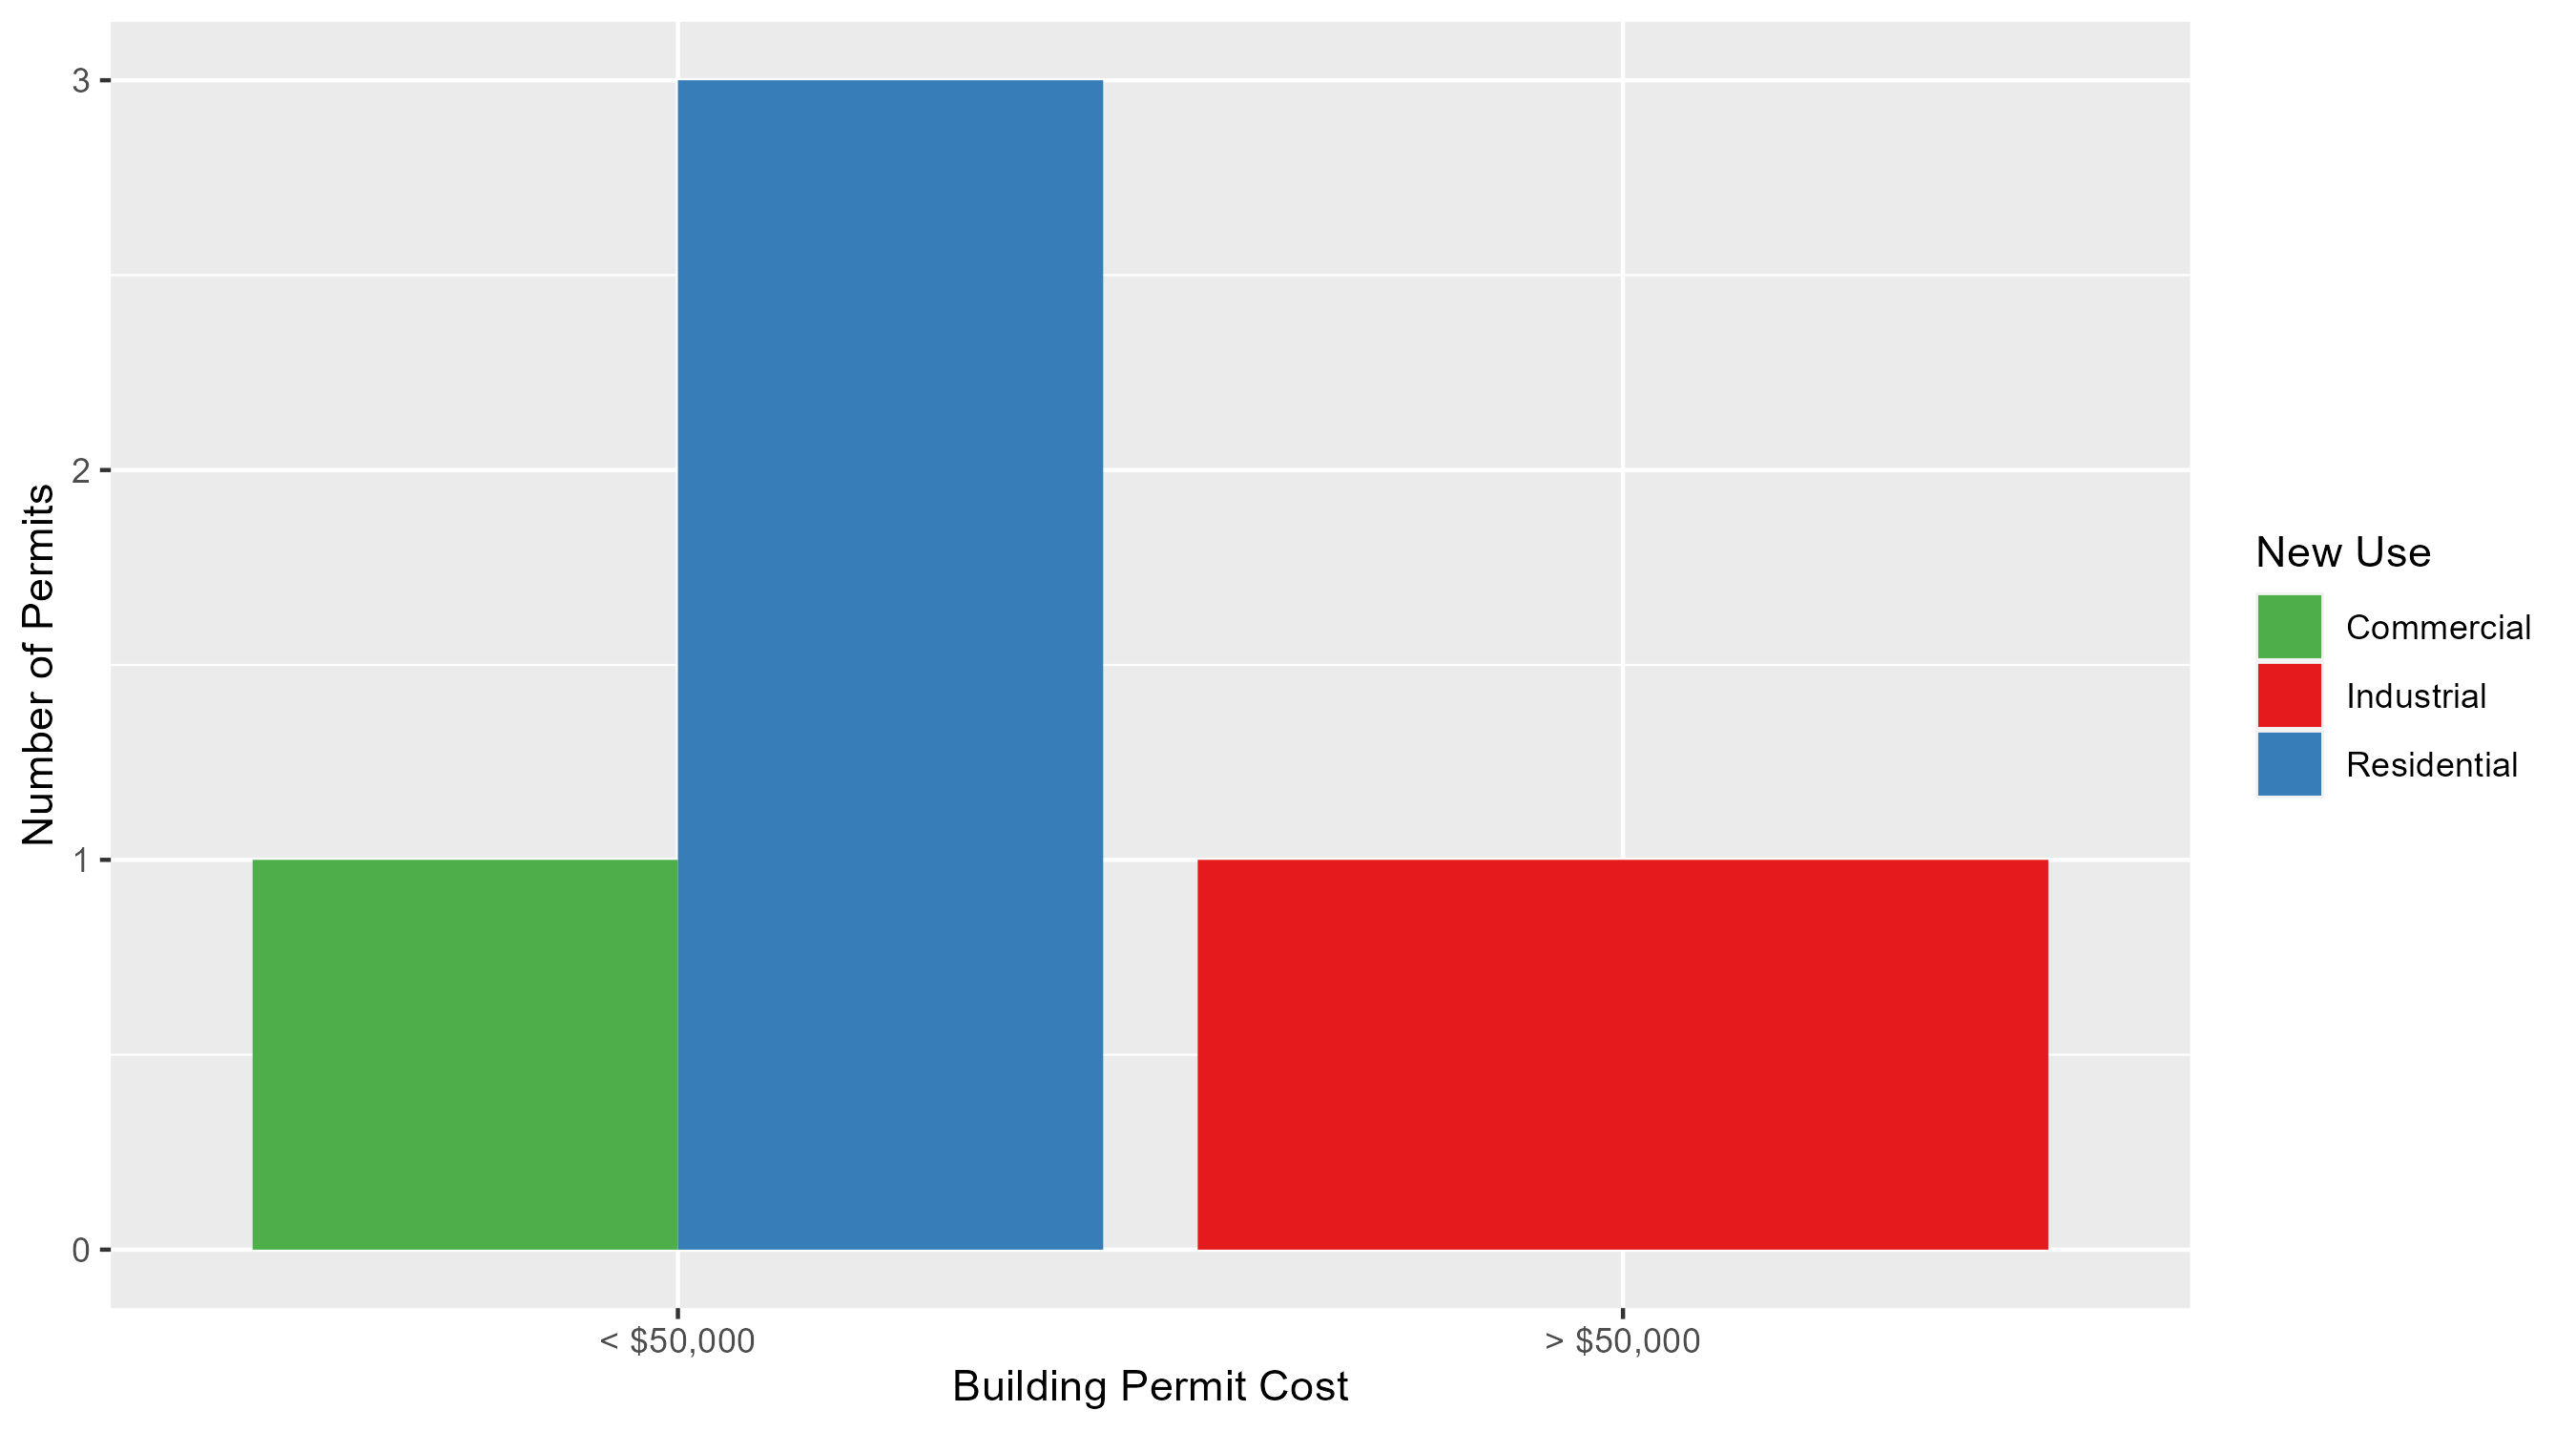 Number of Permits
3
2
1
0
< $50,000
> $50,000
Building Permit Cost
New Use
Commercial
Industrial
Residential